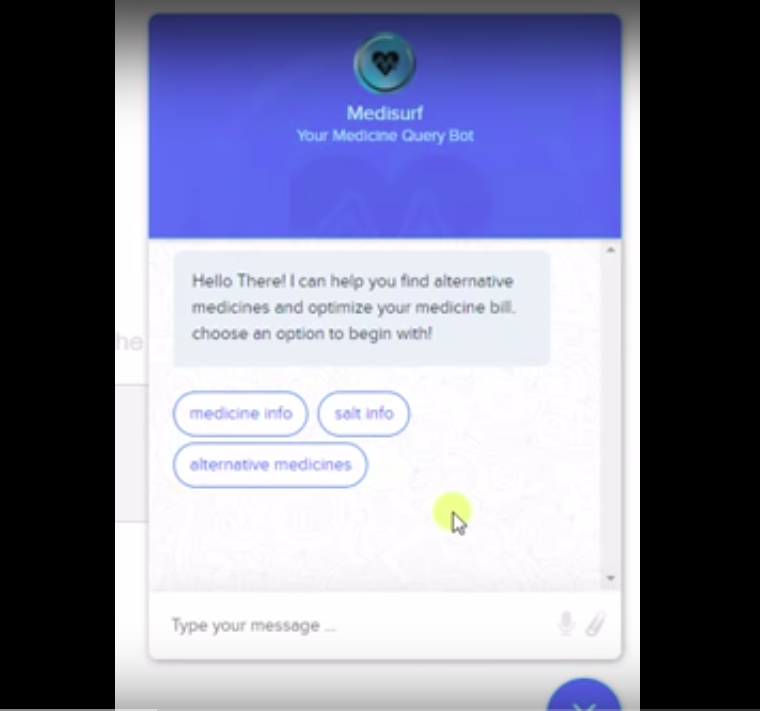 Medisurf
Your Medicine Query Bot
Hello There! I can help you find alternative
medicines and optimize your medicine bill.
choose an option to begin with!
medicine info
salt info
alternative medicines
he
Type your message ...